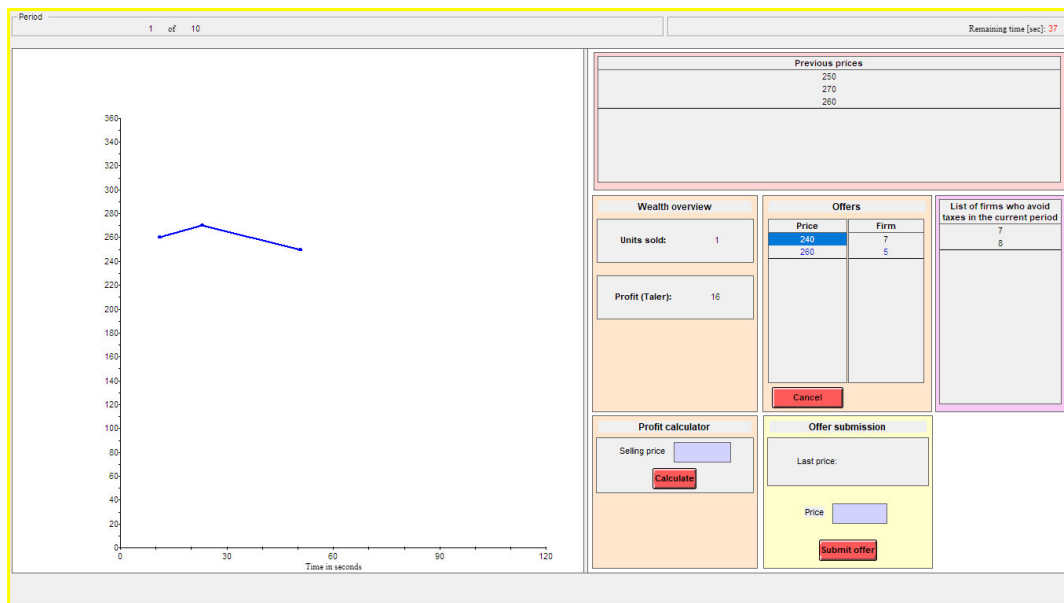 Period
1 of 10
Remaining time [sec]: 37
Previous prices
250
270
260
360
340
320
300
280
260
240
220
200
180
160
140
120
100
80
60
40
20
0
0 30 60 90 120
Time in seconds
Wealth overview
Units sold: 1
Profit (Taler): 16
Offers
Price Firm
240 7
260 5
Cancel
List of firms who avoid
taxes in the current period
7
8
Profit calculator
Selling price
Calculate
Offer submission
Last price:
Price
Submit offer